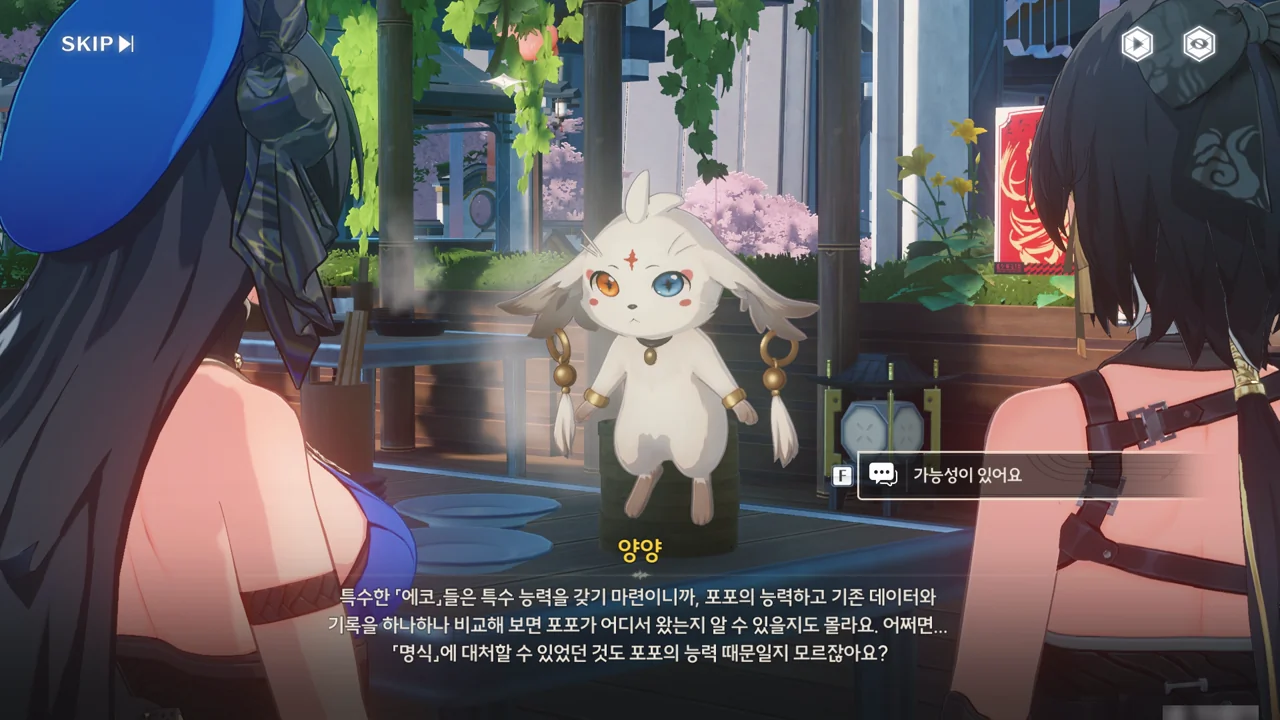 SKIP
F
가능성이 있어요
양양
특수한 「에코」들은 특수 능력을 갖기 마련이니까, 포포의 능력하고 기존 데이터와
기록을 하나하나 비교해 보면 포포가 어디서 왔는지 알 수 있을지도 몰라요. 어쩌면...
「명식」에 대처할 수 있었던 것도 포포의 능력 때문일지 모르잖아요?